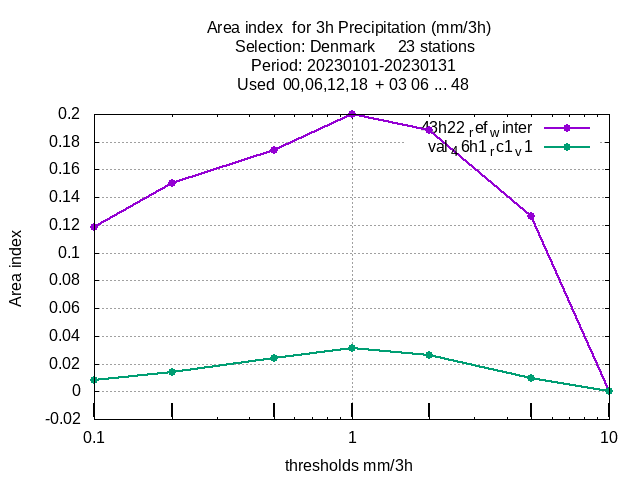 Area index  for 3h Precipitation (mm/3h)
Selection: Denmark     23 stations
Period: 20230101-20230131
Used  00,06,12,18  + 03 06 ... 48
43h22refwinter
val46h1rc1v1
0.2
0.18
0.16
0.14
0.12
0.1
0.08
0.06
0.04
0.02
0
-0.02
Area index
0.1 1 10
thresholds mm/3h